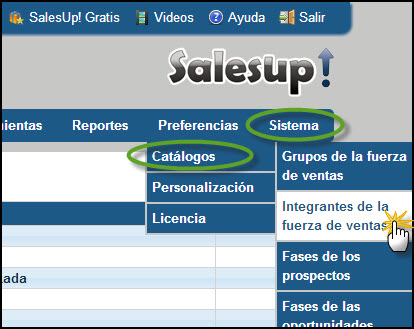 SalesUp! Gratis Videos Ayuda Salir
Salesup!
mientas Reportes Preferencias Sistema
Catálogos
Personalización
Licencia
Grupos de la fuerza
de ventas
Integrantes de la
fuerza de ventas
Fases de los
prospectos
Fases de las
oportunidades
zada